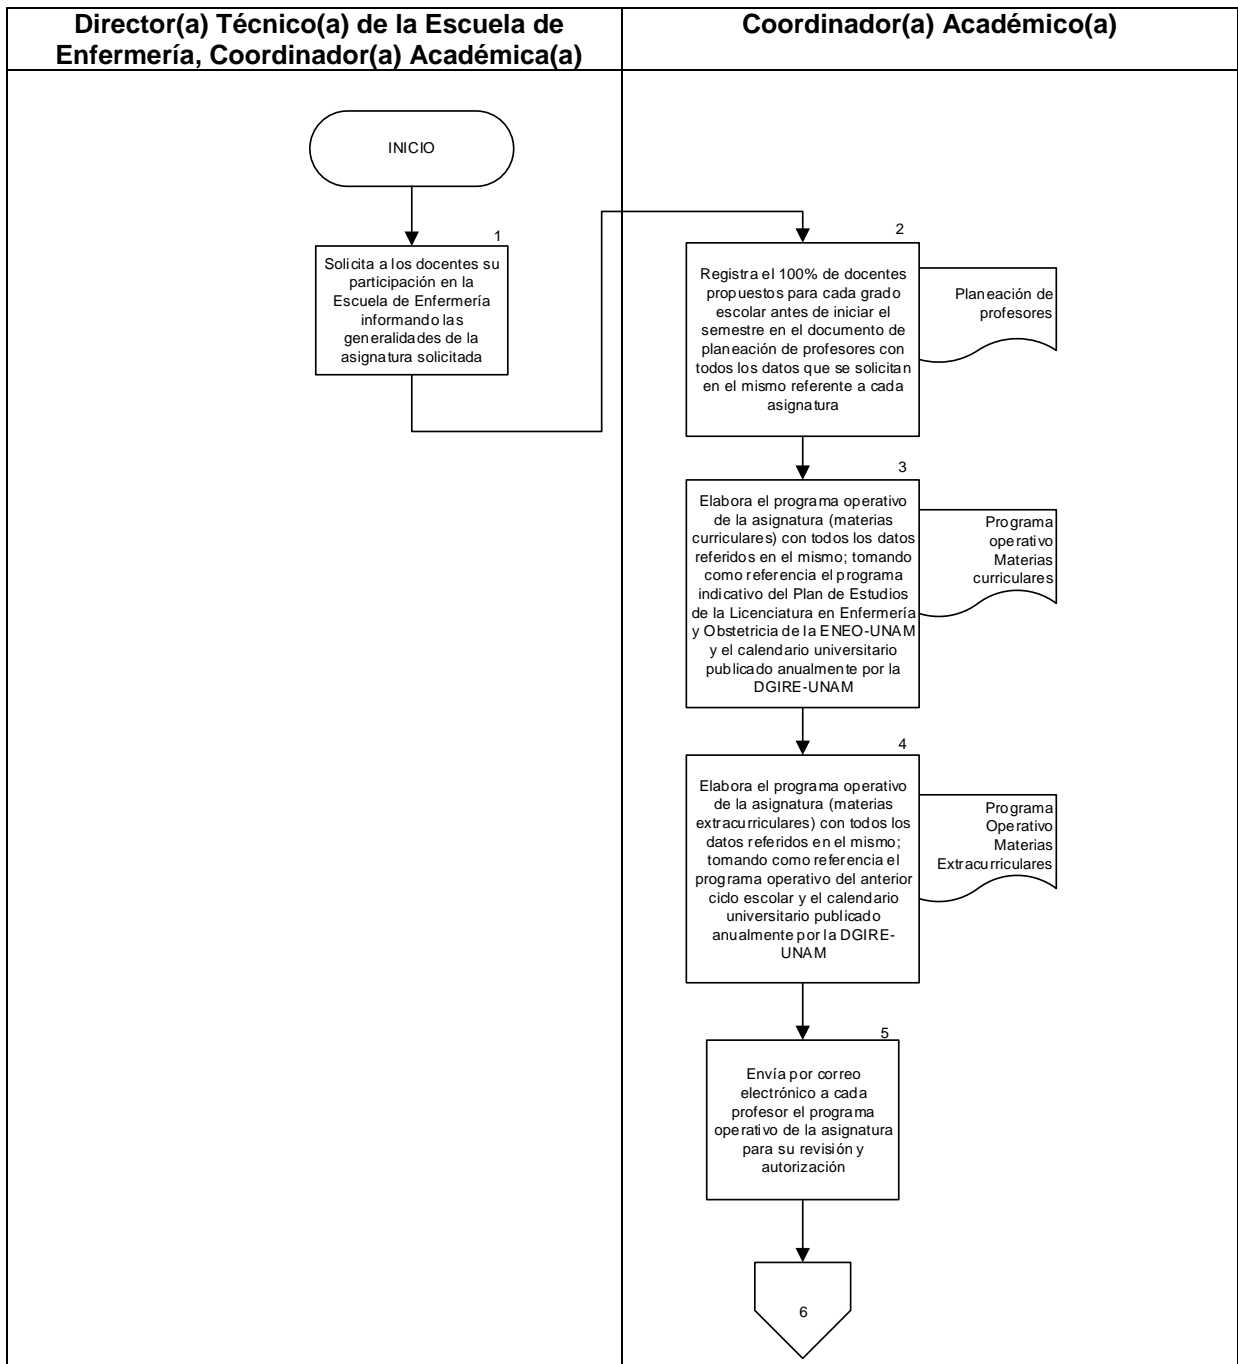 Director(a) Técnico(a) de la Escuela de
Enfermería, Coordinador(a) Académica(a)
Coordinador(a) Académico(a)
INICIO
1
Solicita a los docentes su
participación en la
Escuela de Enfermería
informando las
generalidades de la
asignatura solicitada
2
Registra el 100% de docentes
propuestos para cada grado
escolar antes de iniciar el
semestre en el documento de
planeación de profesores con
todos los datos que se solicitan
en el mismo referente a cada
asignatura
Planeación de
profesores
3
Elabora el programa operativo
de la asignatura (materias
curriculares) con todos los datos
referidos en el mismo; tomando
como referencia el programa
indicativo del Plan de Estudios
de la Licenciatura en Enfermería
y Obstetricia de la ENEO-UNAM
y el calendario universitario
publicado anualmente por la
DGIRE-UNAM
Programa
operativo
Materias
curriculares
4
Elabora el programa operativo
de la asignatura (materias
extracurriculares) con todos los
datos referidos en el mismo;
tomando como referencia el
programa operativo del anterior
ciclo escolar y el calendario
universitario publicado
anualmente por la DGIRE-
UNAM
Programa
Operativo
Materias
Extracurriculares
5
Envía por correo
electrónico a cada
profesor el programa
operativo de la asignatura
para su revisión y
autorización
6